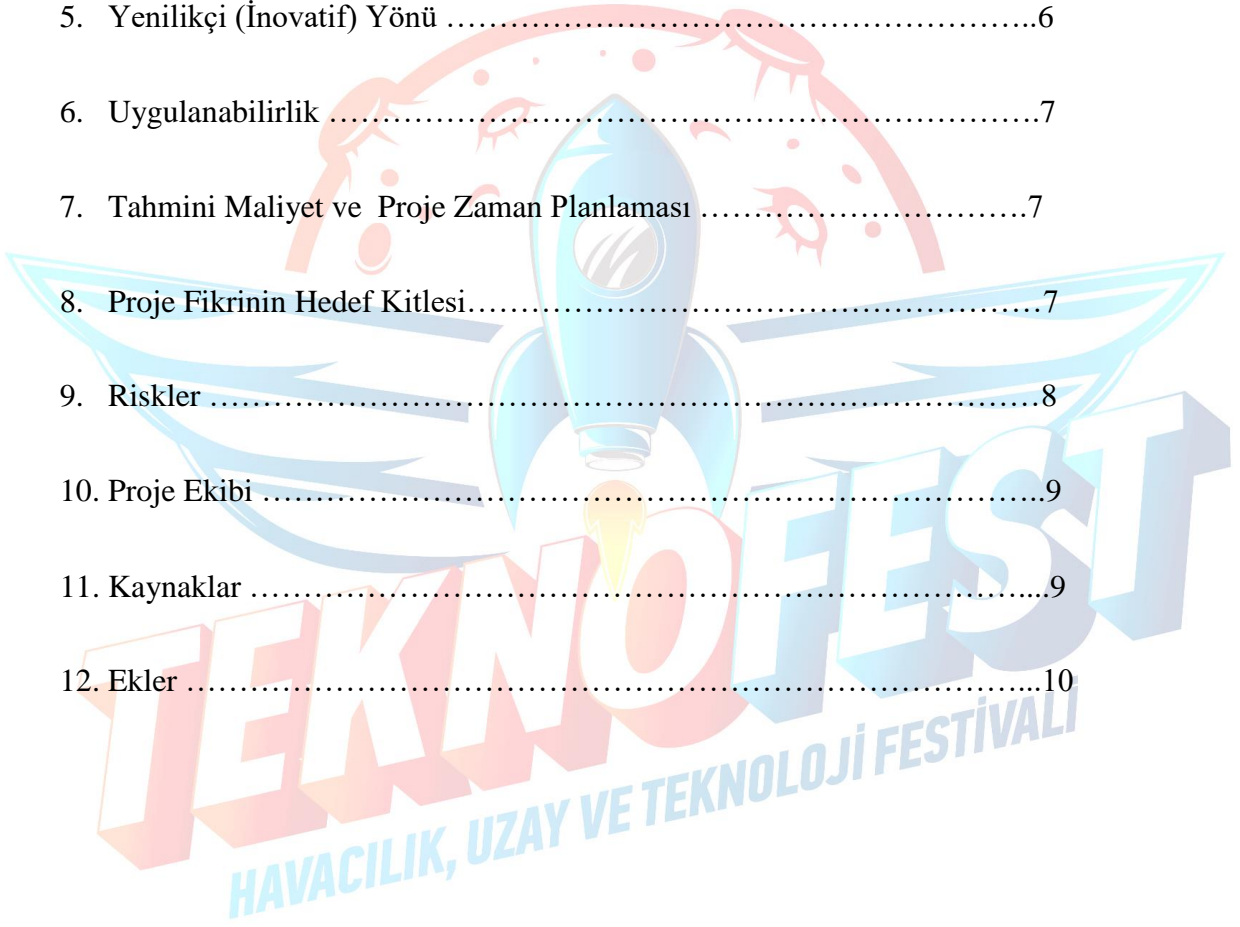 5. Yenilikçi (İnovatif) Yönü …………………………………………………..6
6. Uygulanabilirlik ………………………………………………………….7
7. Tahmini Maliyet ve Proje Zaman Planlaması ………………………….7
8. Proje Fikrinin Hedef Kitlesi………………………………………………7
9. Riskler ……………………………………………………………………8
10. Proje Ekibi ………………………………………………………………..9
11. Kaynaklar ………………………………………………………………....9
12. Ekler ……………………………………………………………………...10
TEKNOFEST
HAVACILIK, UZAY VE TEKNOLOJİ FESTİVALİ